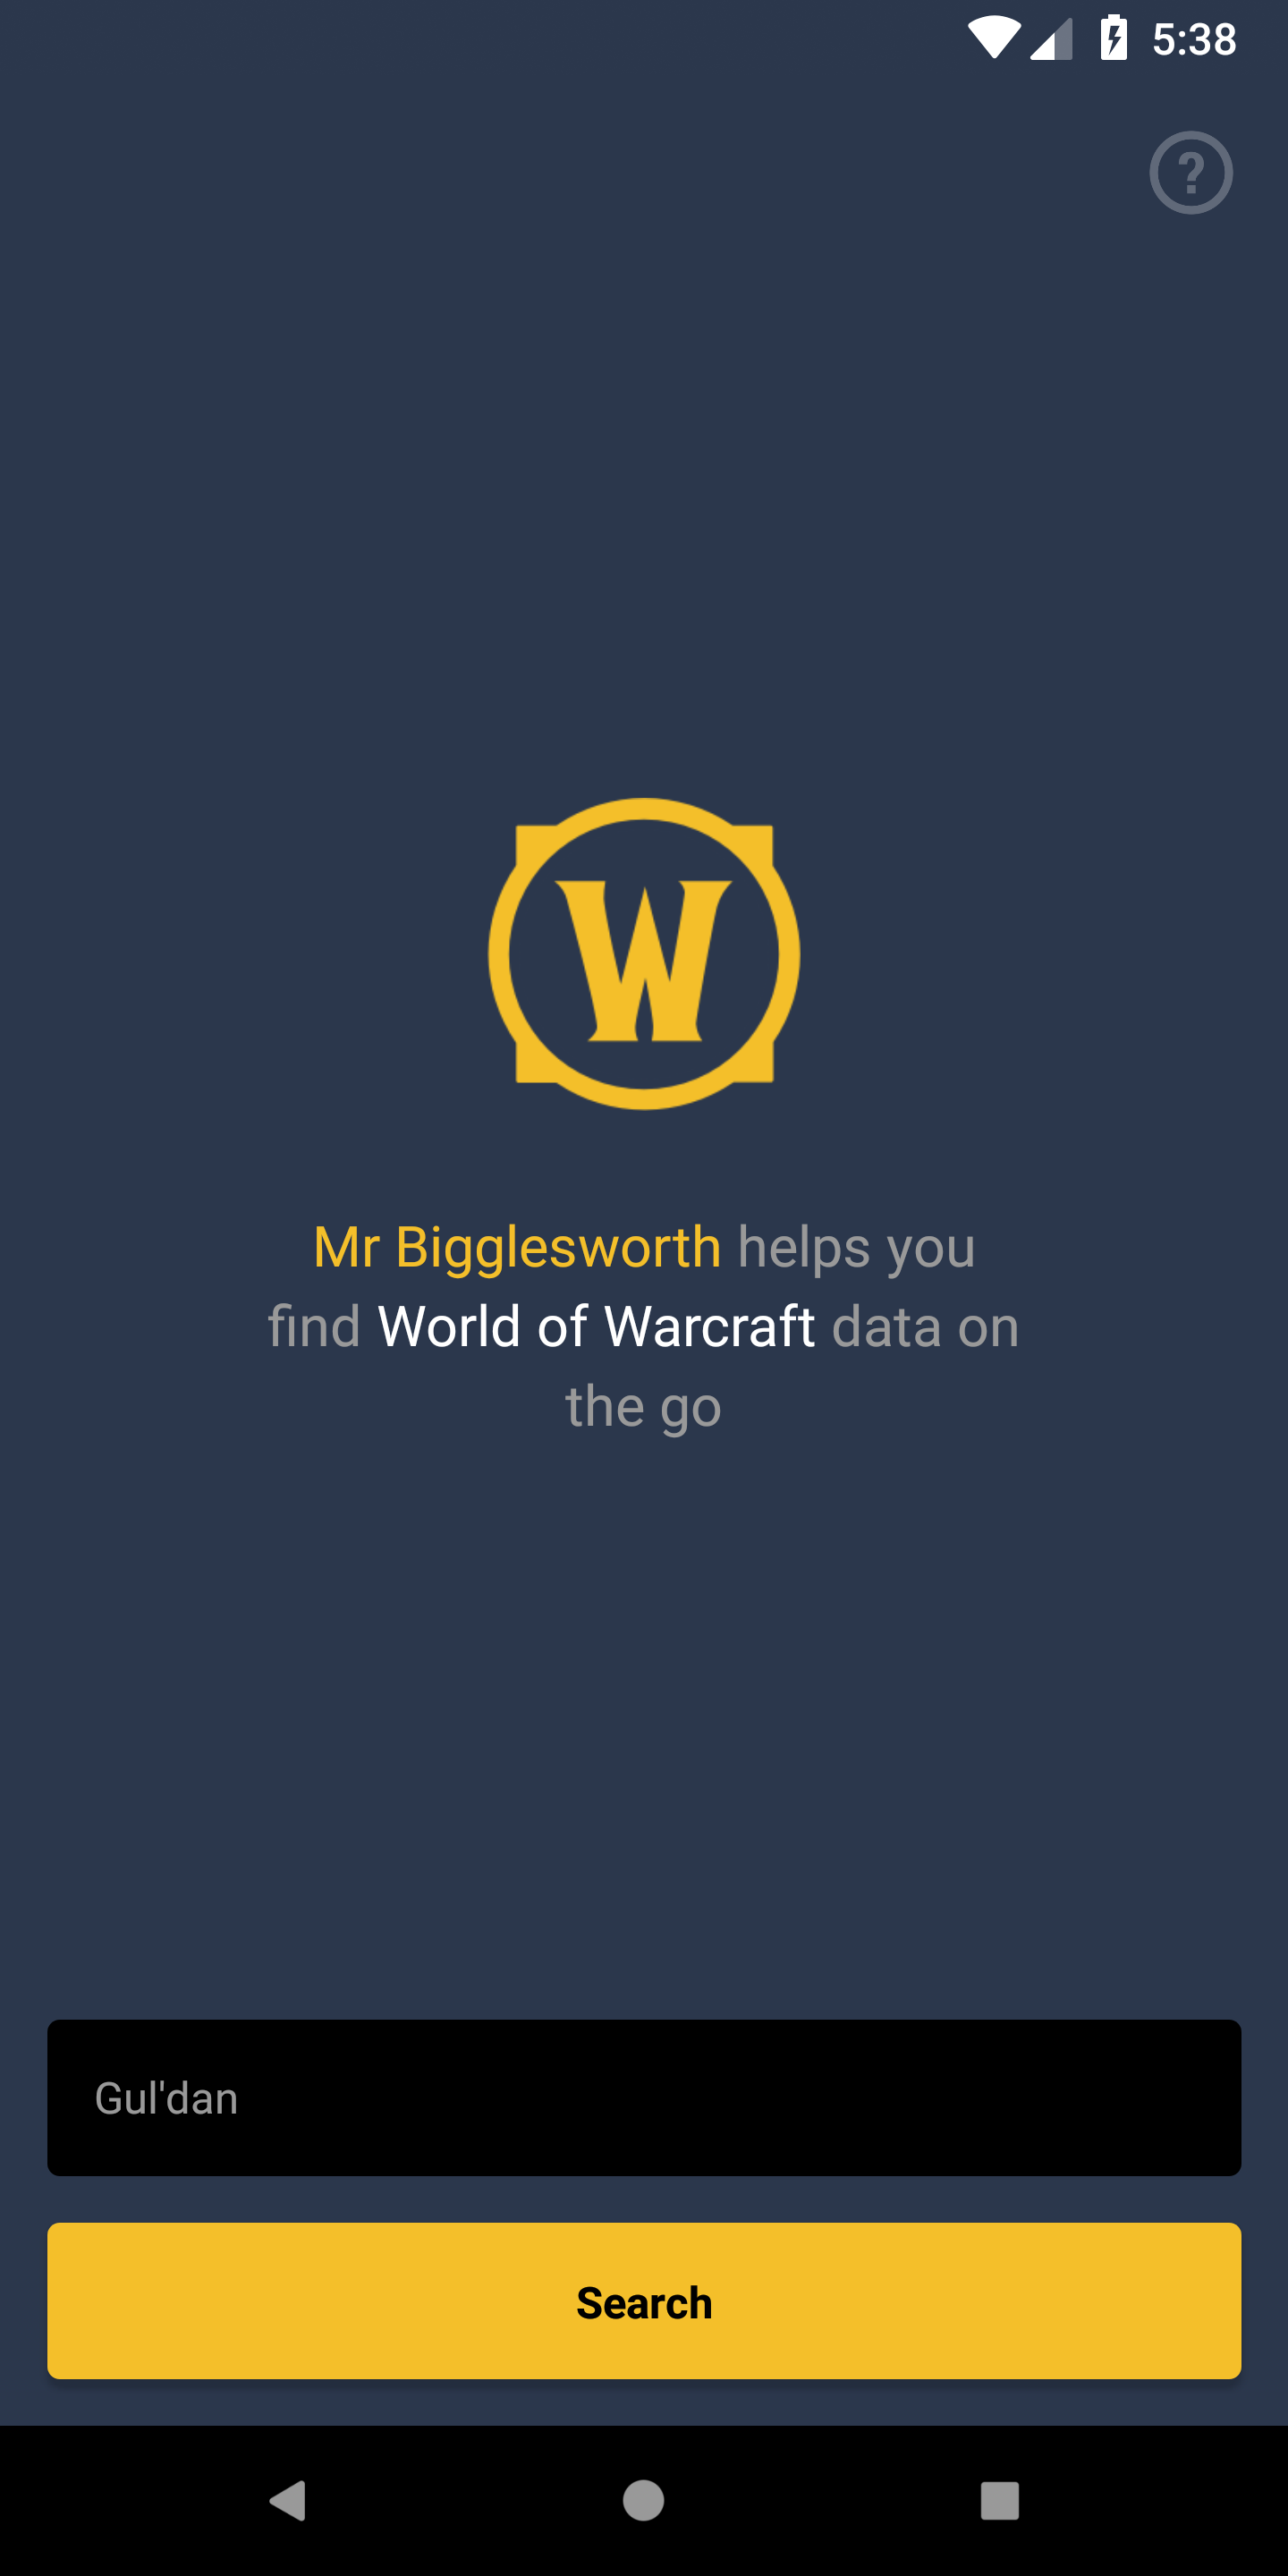 5:38
?
W
Mr Bigglesworth helps you
find World of Warcraft data on
the go
Gul'dan
Search